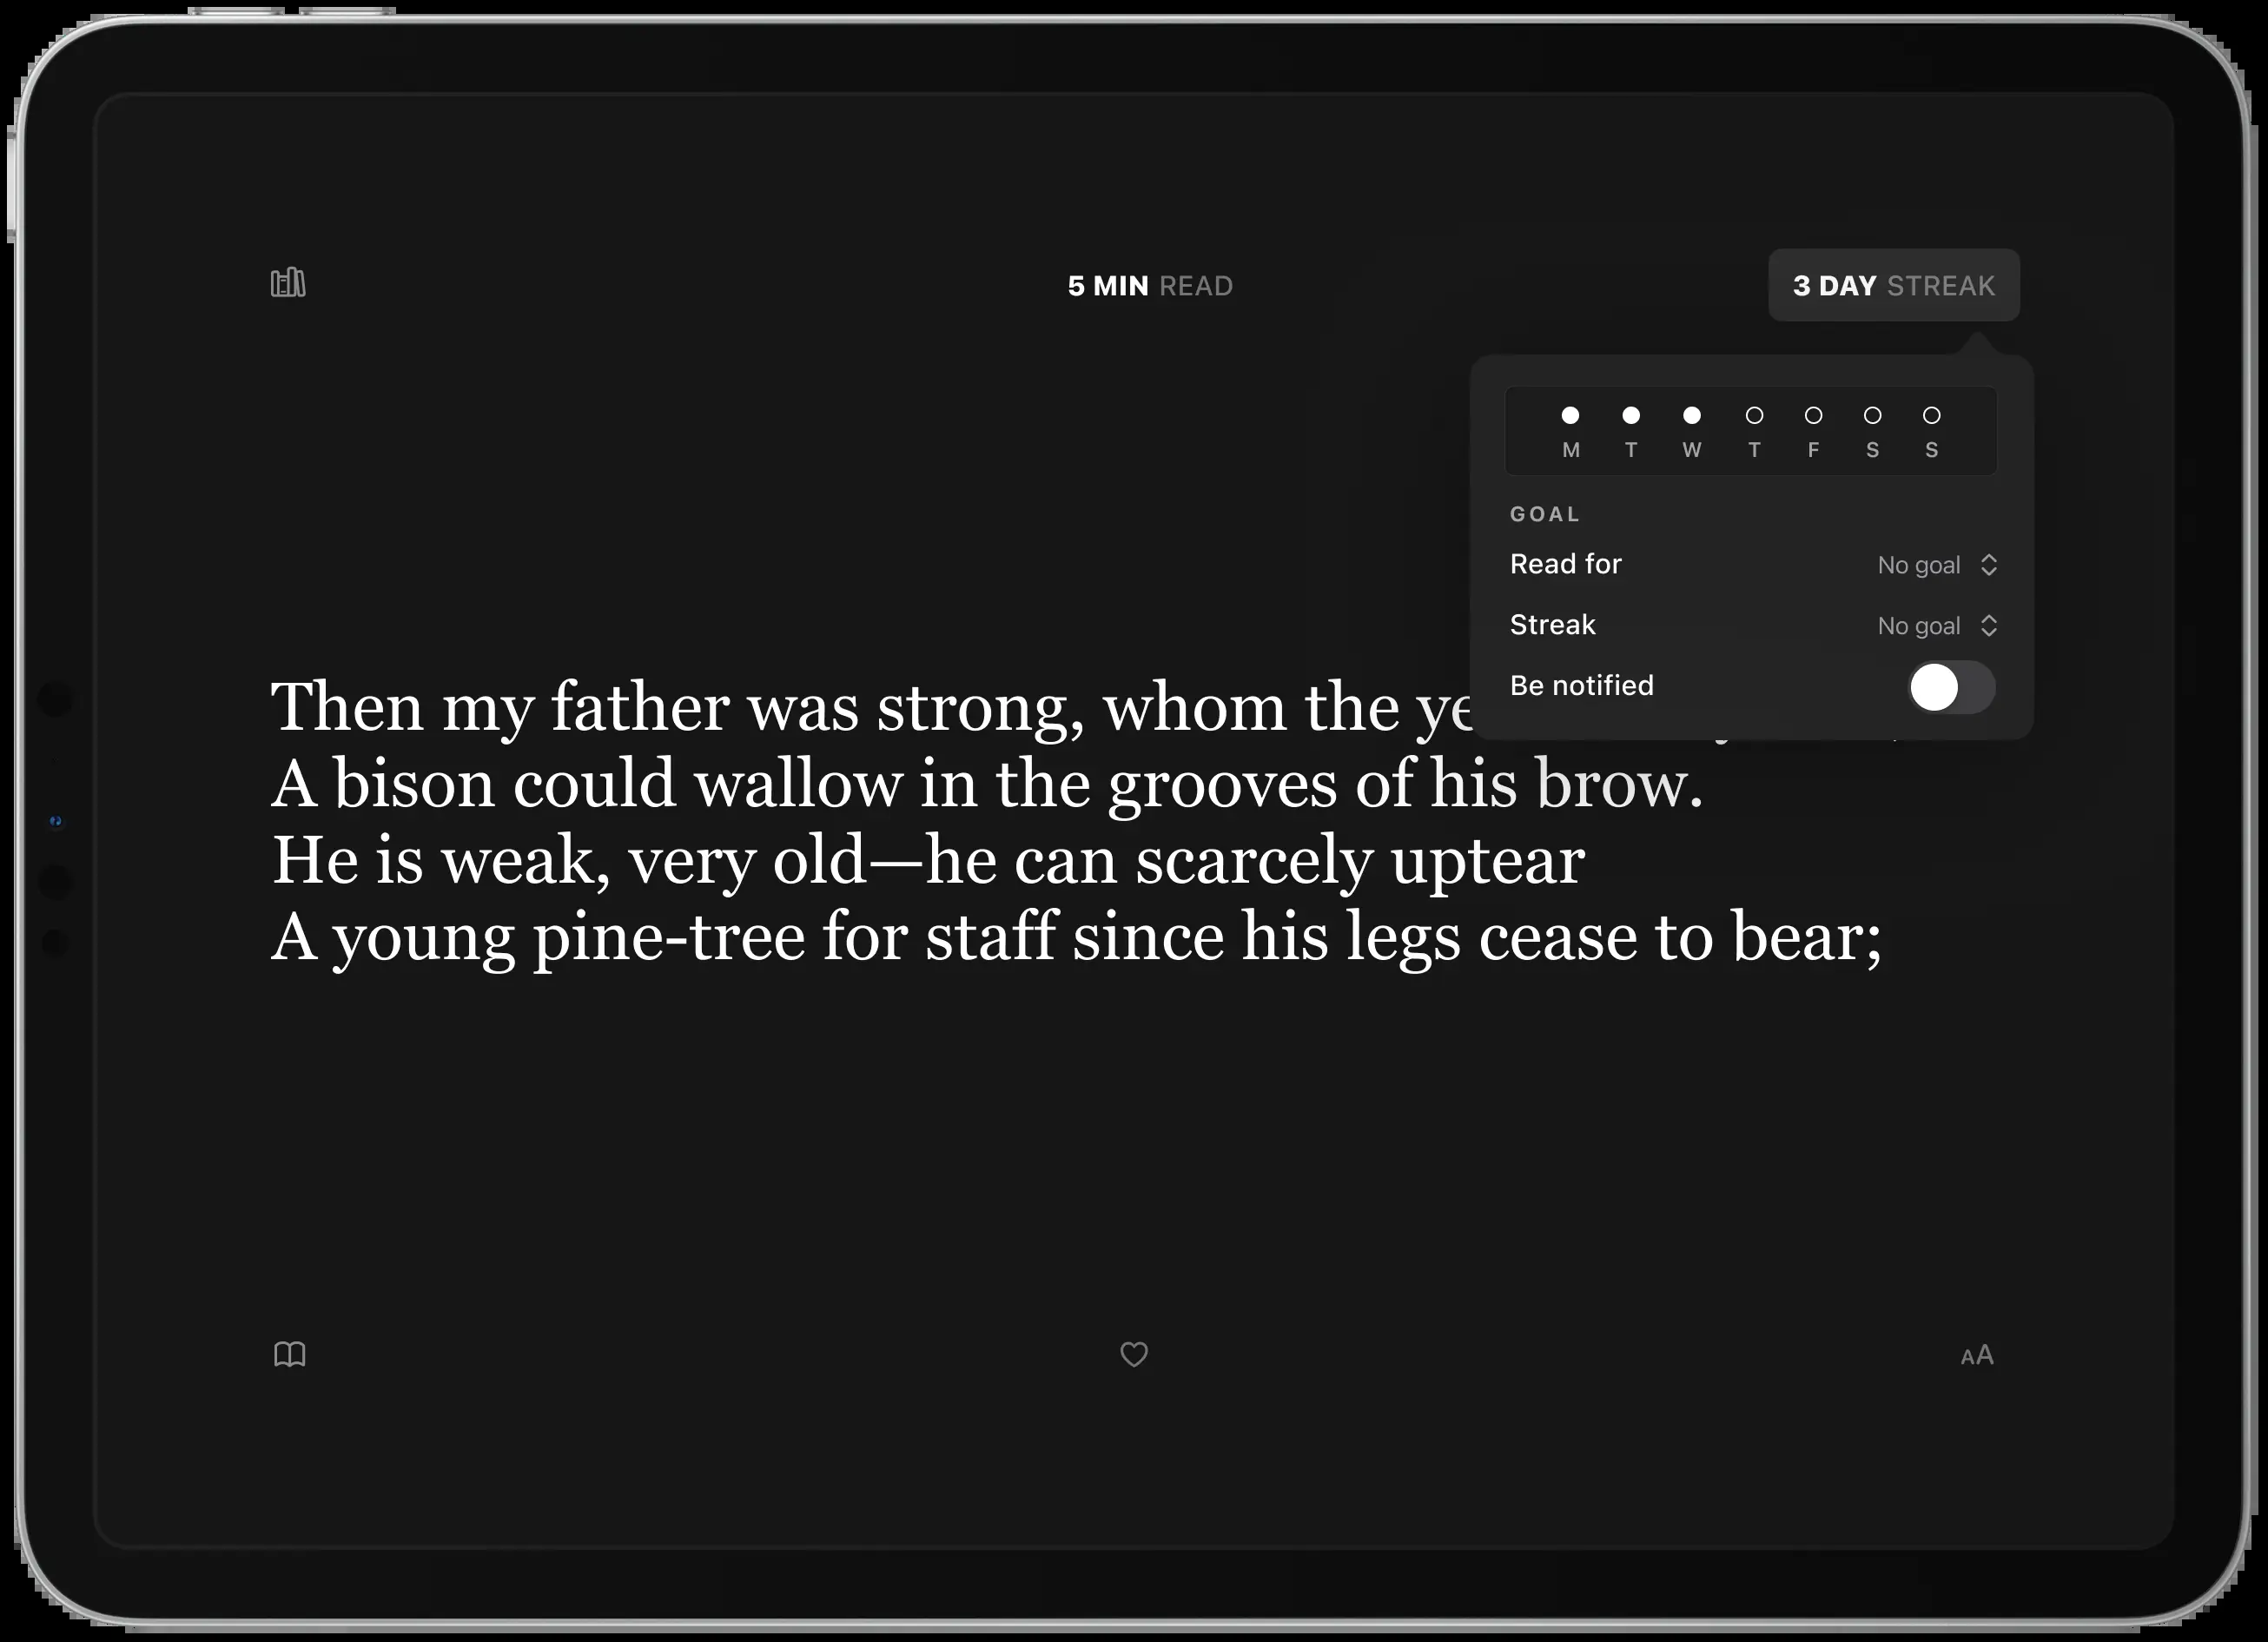 5 MIN READ
3 DAY STREAK
M T W T F S S
GOAL
Read for No goal
Streak No goal
Be notified
Then my father was strong, whom the
A bison could wallow in the grooves of his brow.
He is weak, very old—he can scarcely uptear
A young pine-tree for staff since his legs cease to bear;
AA